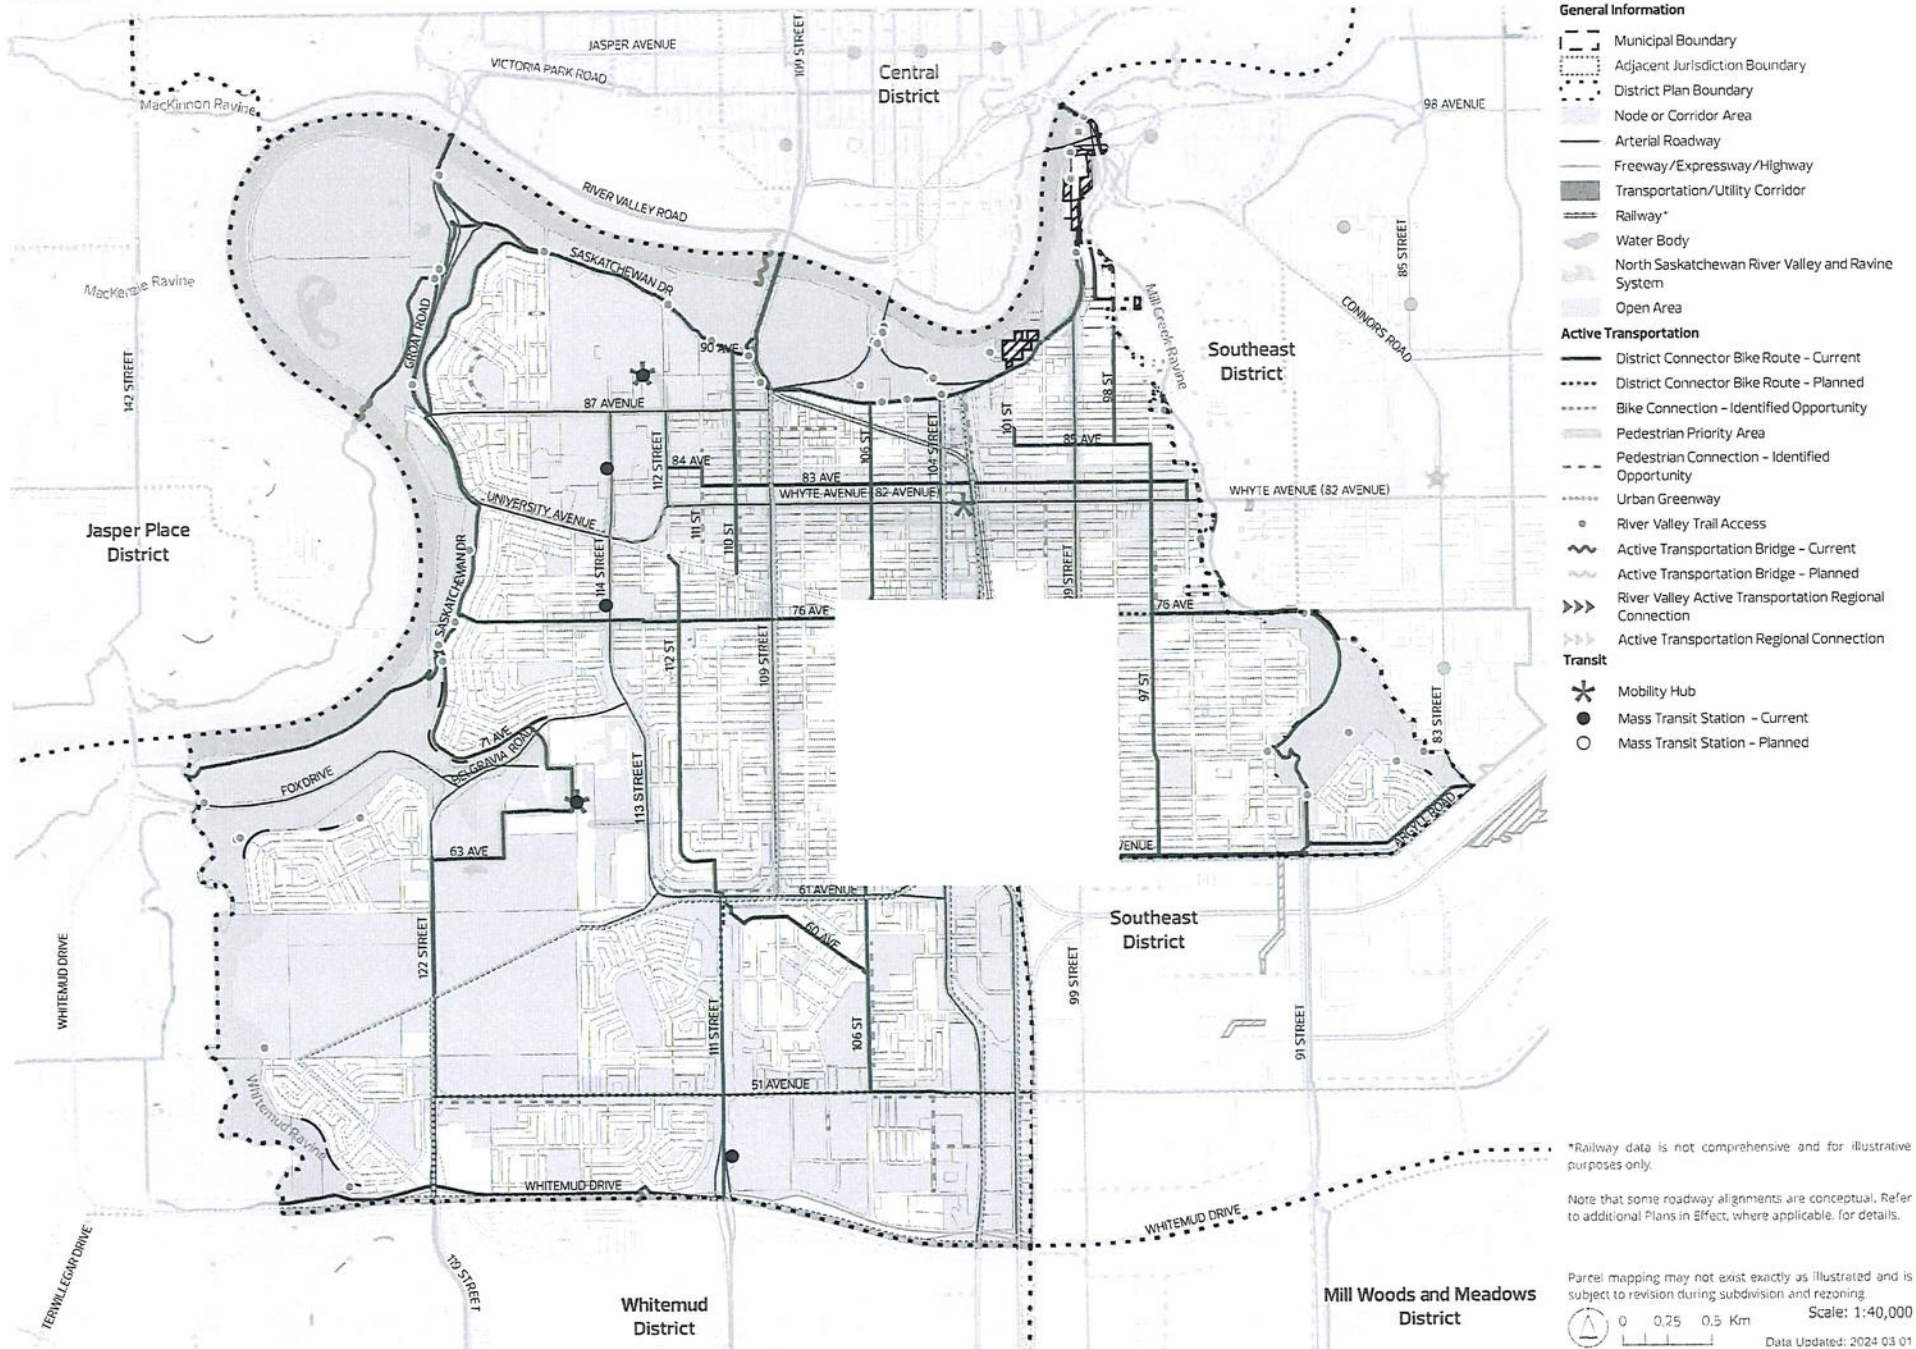 General Information
Municipal Boundary
Adjacent Jurisdiction Boundary
District Plan Boundary
Node or Corridor Area
Arterial Roadway
Freeway/Expressway/Highway
Transportation/Utility Corridor
Railway*
Water Body
North Saskatchewan River Valley and Ravine
System
Open Area
Active Transportation
District Connector Bike Route - Current
District Connector Bike Route - Planned
Bike Connection - Identified Opportunity
Pedestrian Priority Area
Pedestrian Connection - Identified
Opportunity
Urban Greenway
River Valley Trail Access
Active Transportation Bridge - Current
Active Transportation Bridge - Planned
River Valley Active Transportation Regional
Connection
Active Transportation Regional Connection
Transit
Mobility Hub
Mass Transit Station - Current
Mass Transit Station - Planned
JASPER AVENUE
109 STREET
VICTORIA PARK ROAD
Central
District
MacKinnon Ravine
98 AVENUE
RIVER VALLEY ROAD
85 STREET
SASKATCHEWAN DR
MacKenzie Ravine
Mill Creek Ravine
CONNORS ROAD
GROAT ROAD
90 AVE
Southeast
District
142 STREET
87 AVENUE
98 ST
101 ST
106 ST
104 STREET
85 AVE
112 STREET
84 AVE
83 AVE
WHYTE AVENUE (82 AVENUE)
WHYTE AVENUE (82 AVENUE)
UNIVERSITY AVENUE
Jasper Place
District
111 ST
110 ST
SASKATCHEWAN DR
114 STREET
99 STREET
76 AVE
76 AVE
112 ST
109 STREET
97 ST
83 STREET
71 AVE
BELGRAVIA ROAD
FOX DRIVE
113 STREET
ARGYLL ROAD
63 AVE
VENUE
61 AVENUE
Southeast
District
60 AVE
122 STREET
WHITEMUD DRIVE
99 STREET
111 STREET
106 ST
91 STREET
51 AVENUE
Whitemud Ravine
WHITEMUD DRIVE
WHITEMUD DRIVE
TERWILLEGAR DRIVE
119 STREET
Whitemud
District
Mill Woods and Meadows
District
*Railway data is not comprehensive and for illustrative
purposes only.
Note that some roadway alignments are conceptual. Refer
to additional Plans in Effect, where applicable, for details.
Parcel mapping may not exist exactly as illustrated and is
subject to revision during subdivision and rezoning.
Scale: 1:40,000
0 0.25 0.5 Km
Data Updated: 2024 03 01